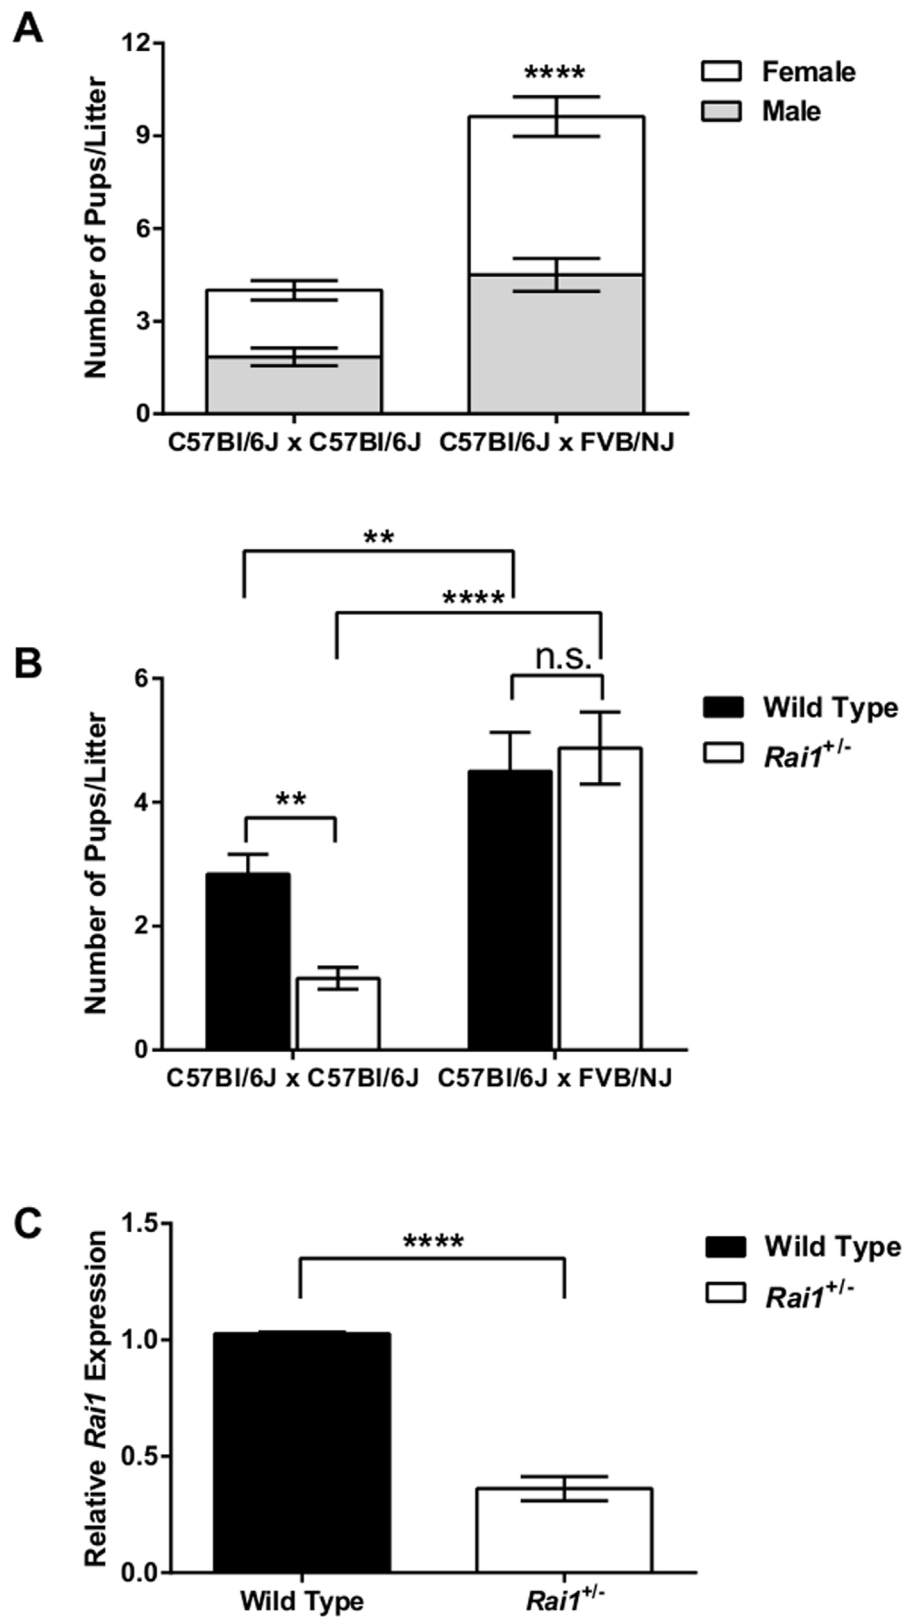 A
12
9
6
3
0
Number of Pups/Litter
****
Female
Male
C57Bl/6J x C57Bl/6J
C57Bl/6J x FVB/NJ
**
****
n.s.
B
6
4
2
0
Number of Pups/Litter
**
Wild Type
Rai1+/-
C57Bl/6J x C57Bl/6J
C57Bl/6J x FVB/NJ
C
1.5
1.0
0.5
0.0
Relative Rai1 Expression
****
Wild Type
Rai1+/-
Wild Type
Rai1+/-